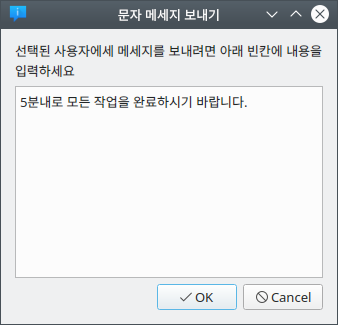 문자 메세지 보내기
선택된 사용자에세 메세지를 보내려면 아래 빈칸에 내용을
입력하세요
5분내로 모든 작업을 완료하시기 바랍니다.
OK
Cancel